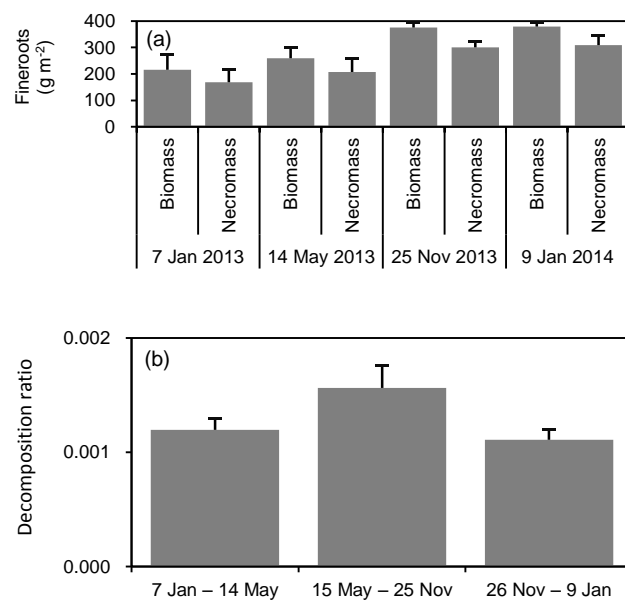 (a)
Fineroots
(g m⁻²)
400
300
200
100
0
Biomass
Necromass
Biomass
Necromass
Biomass
Necromass
Biomass
Necromass
7 Jan 2013
14 May 2013
25 Nov 2013
9 Jan 2014
(b)
Decomposition ratio
0.002
0.001
0.000
7 Jan – 14 May
15 May – 25 Nov
26 Nov – 9 Jan